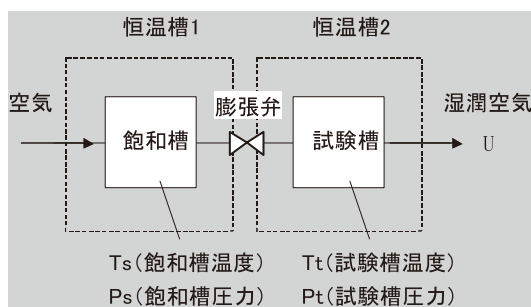 恒温槽1
恒温槽2
空気
膨張弁
湿潤空気
飽和槽
試験槽
U
Ts(飽和槽温度)
Ps(飽和槽圧力)
Tt(試験槽温度)
Pt(試験槽圧力)